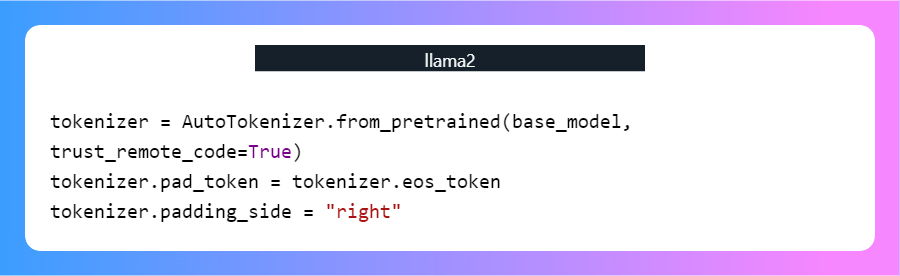 llama2
tokenizer = AutoTokenizer.from_pretrained(base_model,
trust_remote_code=True)
tokenizer.pad_token = tokenizer.eos_token
tokenizer.padding_side = "right"